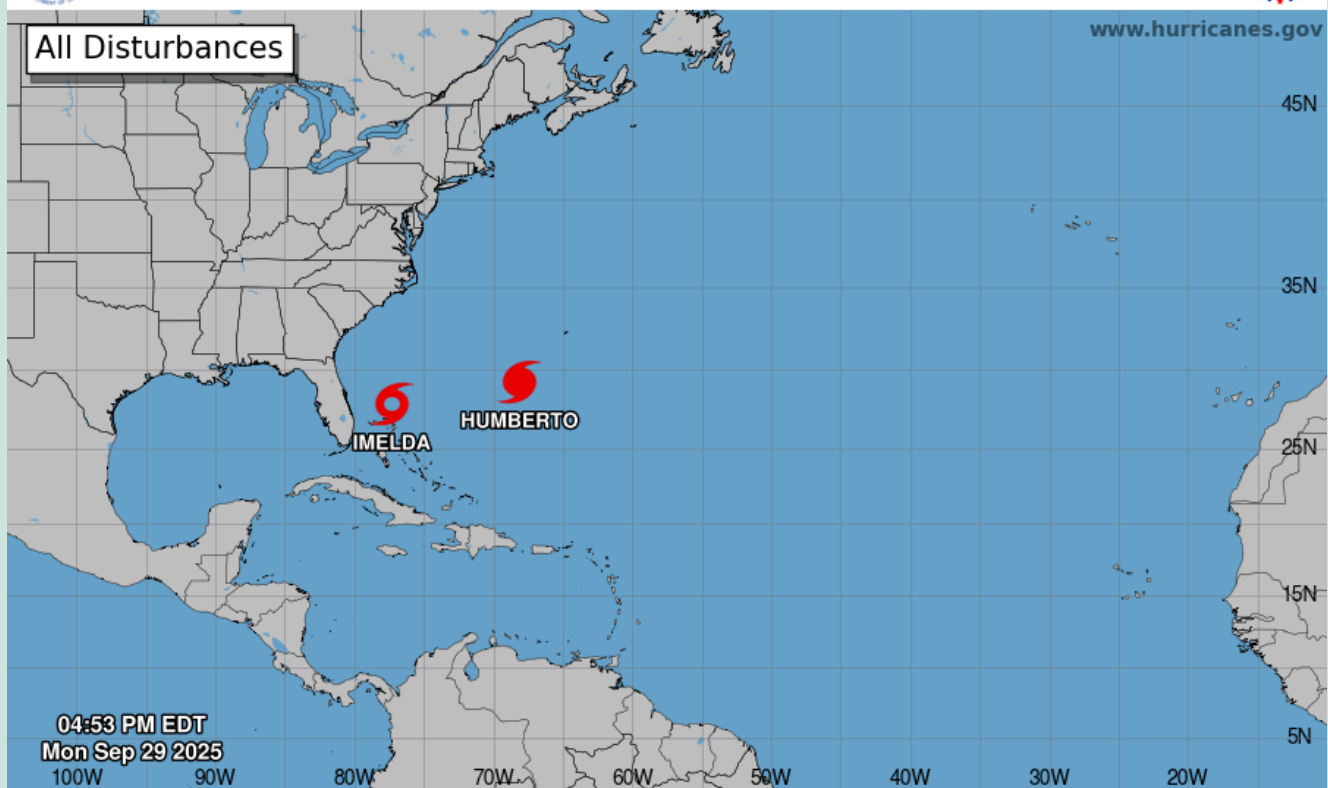 www.hurricanes.gov
All Disturbances
45N
35N
HUMBERTO
IMELDA
25N
15N
04:53 PM EDT
5N
Mon Sep 29 2025
100W 90W 80W 70W 60W 50W 40W 30W 20W